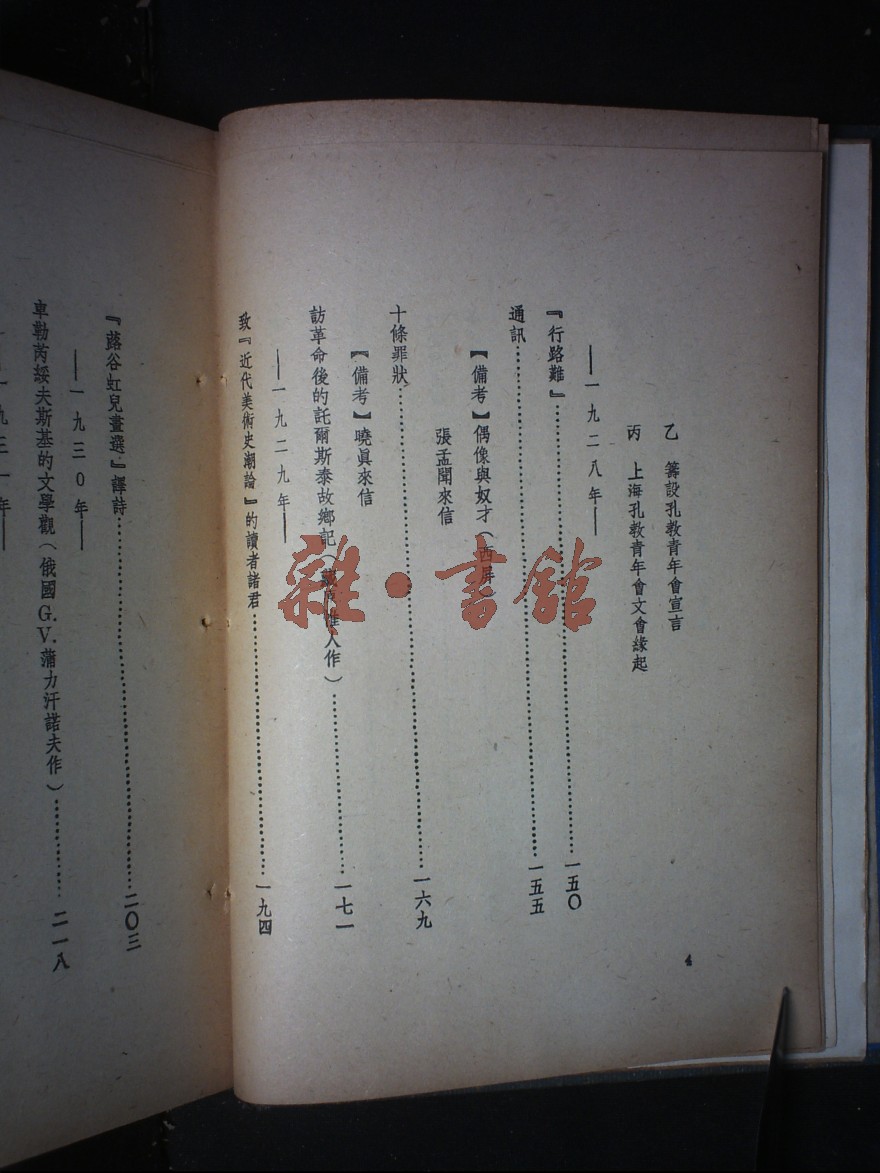 乙 籌設孔教青年會宣言
丙 上海孔教青年會文會緣起
——一九二八年——
『行路難』……一五〇
通訊……一五五
【備考】偶像與奴才（西屏）
張孟聞來信
十條罪狀……一六九
【備考】曉眞來信
訪革命後的託爾斯泰故鄉記（惟人作）……一七一
——一九二九年——
致『近代美術史潮論』的讀者諸君……一九四
4
『蕗谷虹兒畫選』譯詩……二〇三
——一九三〇年——
車勒芮綏夫斯基的文學觀（俄國G.V.蒲力汗諾夫作）……二一八
一九三一年——
雜·書舘